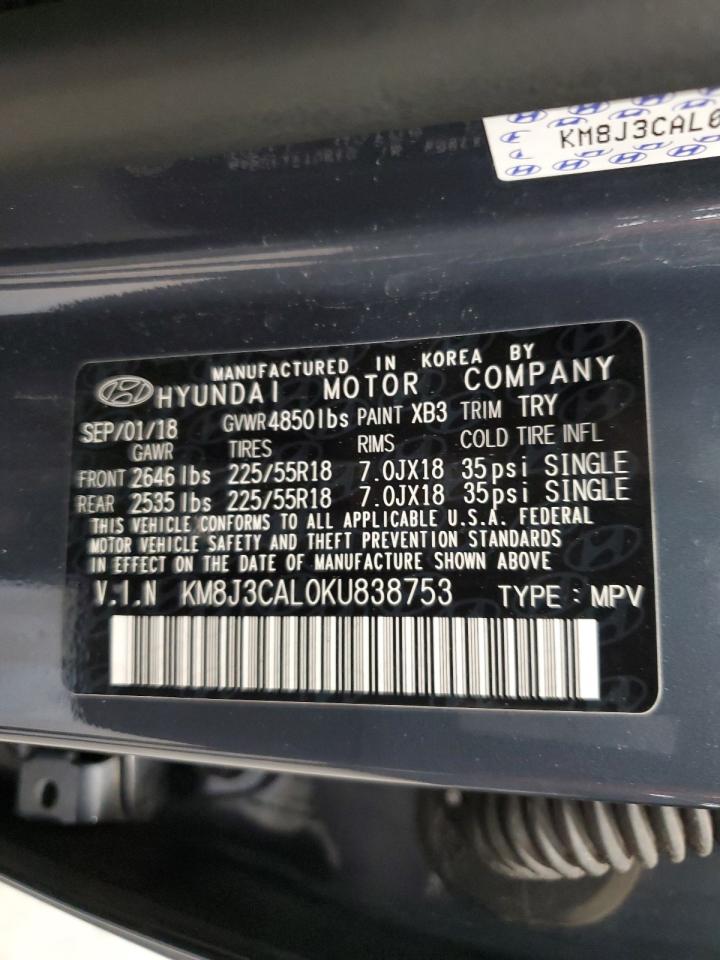 KM8J3CAL0
MANUFACTURED IN KOREA BY
HYUNDAI MOTOR COMPANY
SEP/01/18 GVWR 4850lbs PAINT XB3 TRIM TRY
GAWR TIRES RIMS COLD TIRE INFL
FRONT 2646 lbs 225/55R18 7.0JX18 35psi SINGLE
REAR 2535 lbs 225/55R18 7.0JX18 35psi SINGLE
THIS VEHICLE CONFORMS TO ALL APPLICABLE U.S.A. FEDERAL
MOTOR VEHICLE SAFETY AND THEFT PREVENTION STANDARDS
IN EFFECT ON THE DATE OF MANUFACTURE SHOWN ABOVE
V.I.N KM8J3CAL0KU838753 TYPE : MPV